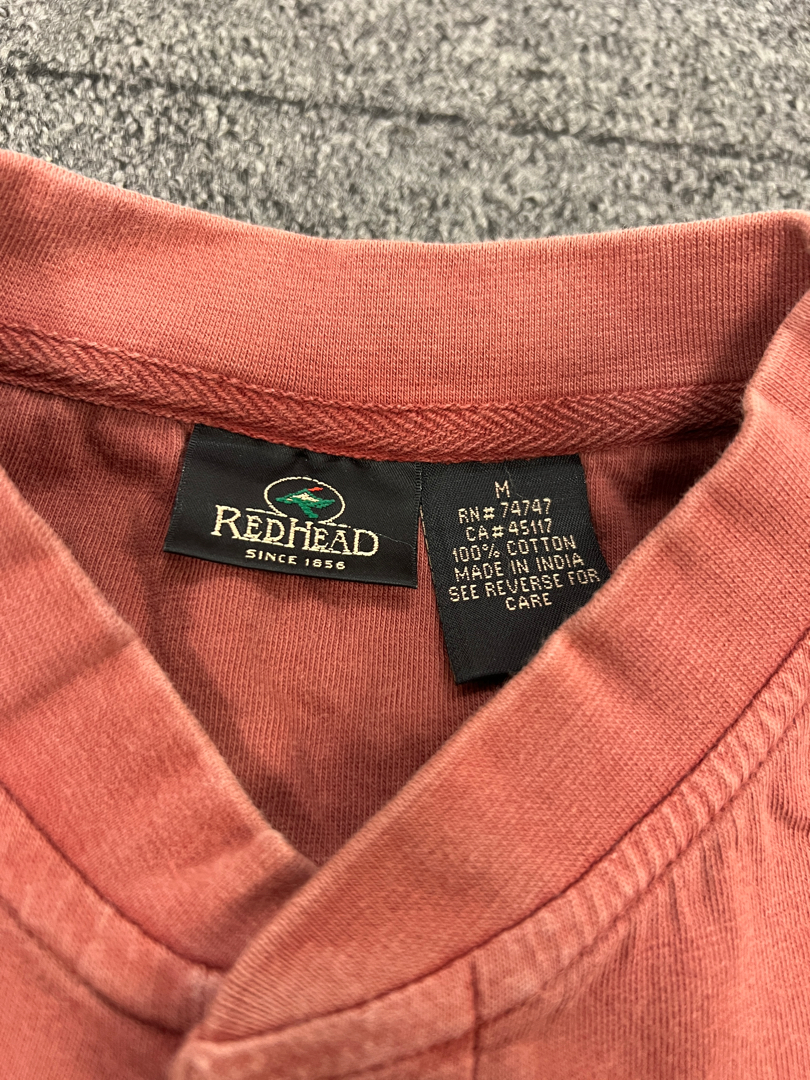 REDHEAD
SINCE 1856
M
RN# 74747
CA# 45117
100% COTTON
MADE IN INDIA
SEE REVERSE FOR
CARE